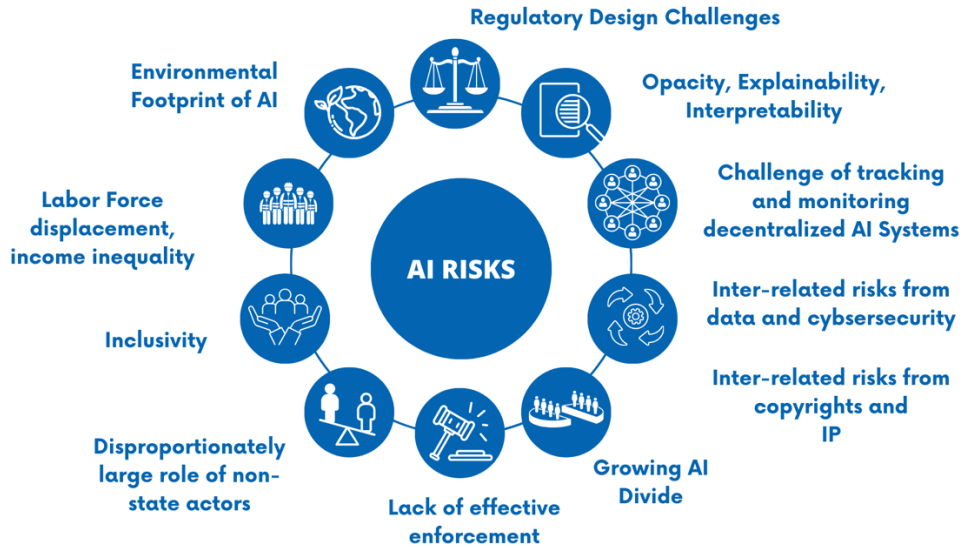 Regulatory Design Challenges
Environmental
Footprint of AI
Opacity, Explainability,
Interpretability
Challenge of tracking
and monitoring
decentralized AI Systems
Labor Force
displacement,
income inequality
AI RISKS
Inter-related risks from
data and cybsersecurity
Inclusivity
Inter-related risks from
copyrights and
IP
Disproportionately
large role of non-
state actors
Growing AI
Divide
Lack of effective
enforcement